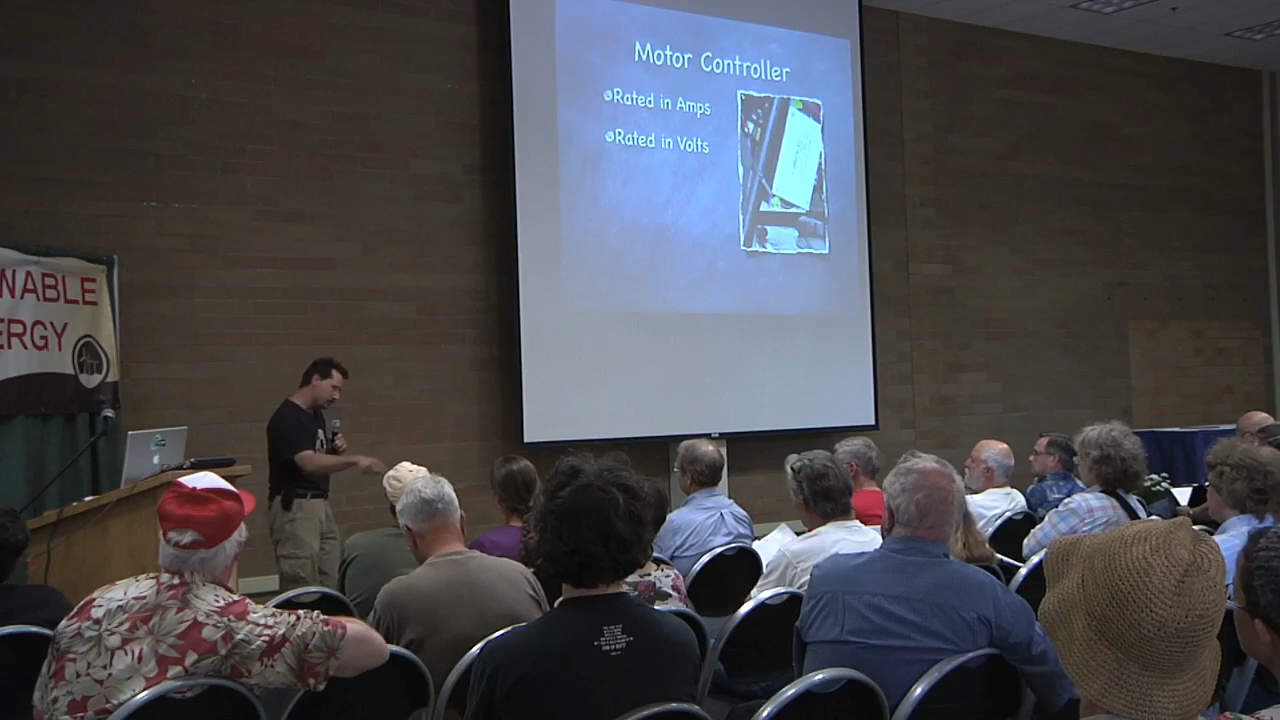 Motor Controller
Rated in Amps
Rated in Volts
NABLE
ERGY